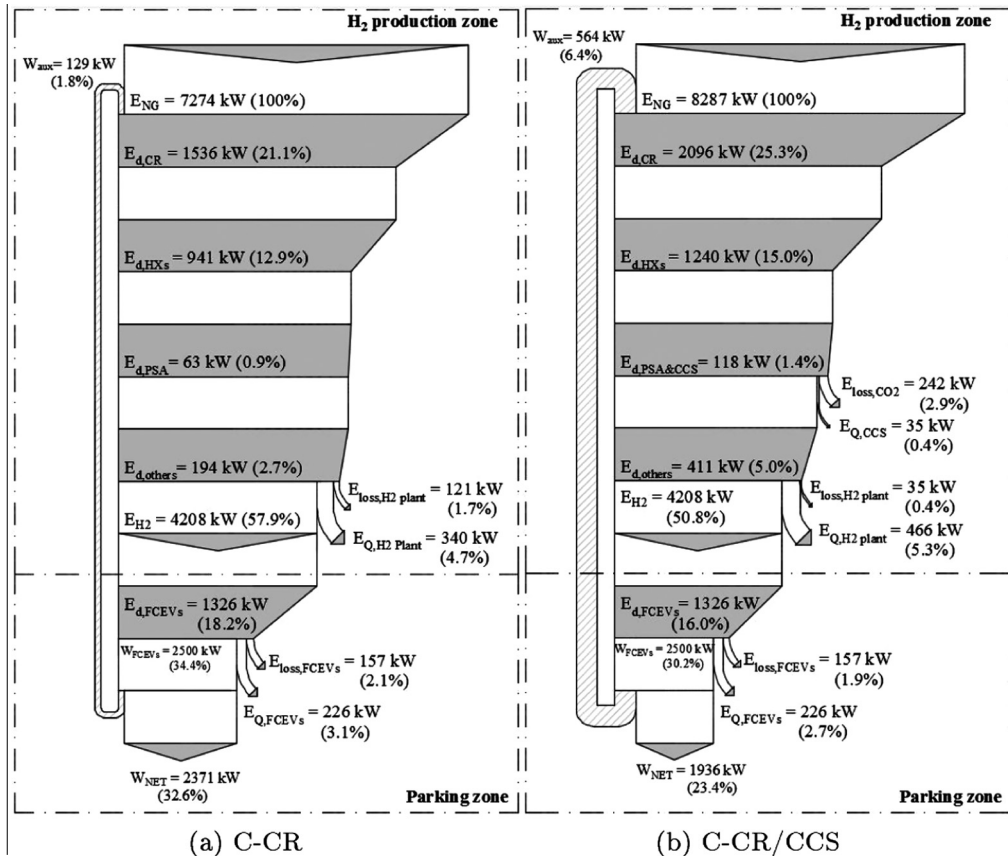 H2 production zone
Waux= 129 kW
(1.8%)
ENG = 7274 kW (100%)
Ed,CR = 1536 kW (21.1%)
Ed,HXs = 941 kW (12.9%)
Ed,PSA = 63 kW (0.9%)
Ed,others = 194 kW (2.7%)
Eloss,H2 plant = 121 kW
(1.7%)
EH2 = 4208 kW (57.9%)
EQ,H2 Plant = 340 kW
(4.7%)
Ed,FCEVs = 1326 kW
(18.2%)
WFCEVs = 2500 kW
(34.4%)
Eloss,FCEVs = 157 kW
(2.1%)
EQ,FCEVs = 226 kW
(3.1%)
WNET = 2371 kW
(32.6%)
Parking zone
(a) C-CR
H2 production zone
Waux= 564 kW
(6.4%)
ENG = 8287 kW (100%)
Ed,CR = 2096 kW (25.3%)
Ed,HXs = 1240 kW (15.0%)
Ed,PSA&CCS = 118 kW (1.4%)
Eloss,CO2 = 242 kW
(2.9%)
EQ,CCS = 35 kW
(0.4%)
Ed,others = 411 kW (5.0%)
Eloss,H2 plant = 35 kW
(0.4%)
EH2 = 4208 kW
(50.8%)
EQ,H2 plant = 466 kW
(5.3%)
Ed,FCEVs = 1326 kW
(16.0%)
WFCEVs = 2500 kW
(30.2%)
Eloss,FCEVs = 157 kW
(1.9%)
EQ,FCEVs = 226 kW
(2.7%)
WNET = 1936 kW
(23.4%)
Parking zone
(b) C-CR/CCS